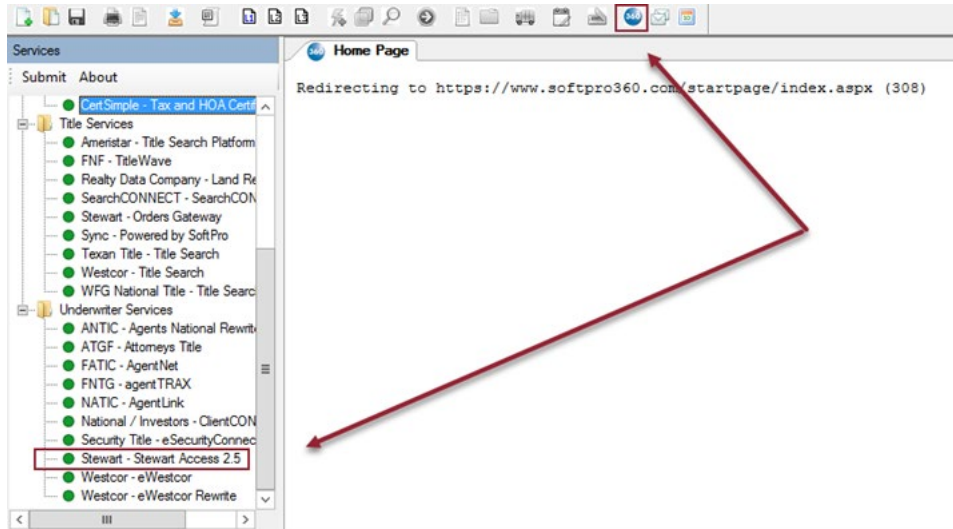 360
Services
360 Home Page
Submit About
Redirecting to https://www.softpro360.com/startpage/index.aspx (308)
CertSimple - Tax and HOA Certif
Title Services
Ameristar - Title Search Platform
FNF - TitleWave
Realty Data Company - Land Re
SearchCONNECT - SearchCON
Stewart - Orders Gateway
Sync - Powered by SoftPro
Texan Title - Title Search
Westcor - Title Search
WFG National Title - Title Searc
Underwriter Services
ANTIC - Agents National Rewrit
ATGF - Attorneys Title
FATIC - AgentNet
FNTG - agentTRAX
NATIC - AgentLink
National / Investors - ClientCON
Security Title - eSecurityConnec
Stewart - Stewart Access 2.5
Westcor - eWestcor
Westcor - eWestcor Rewrite